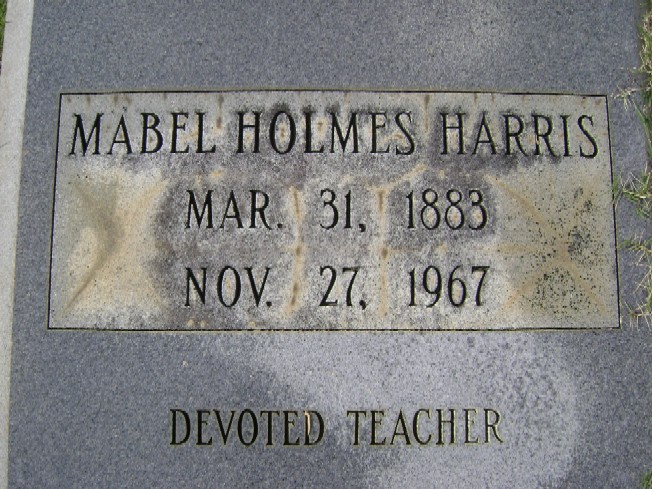 MABEL HOLMES HARRIS
MAR. 31, 1883
NOV. 27, 1967
DEVOTED TEACHER